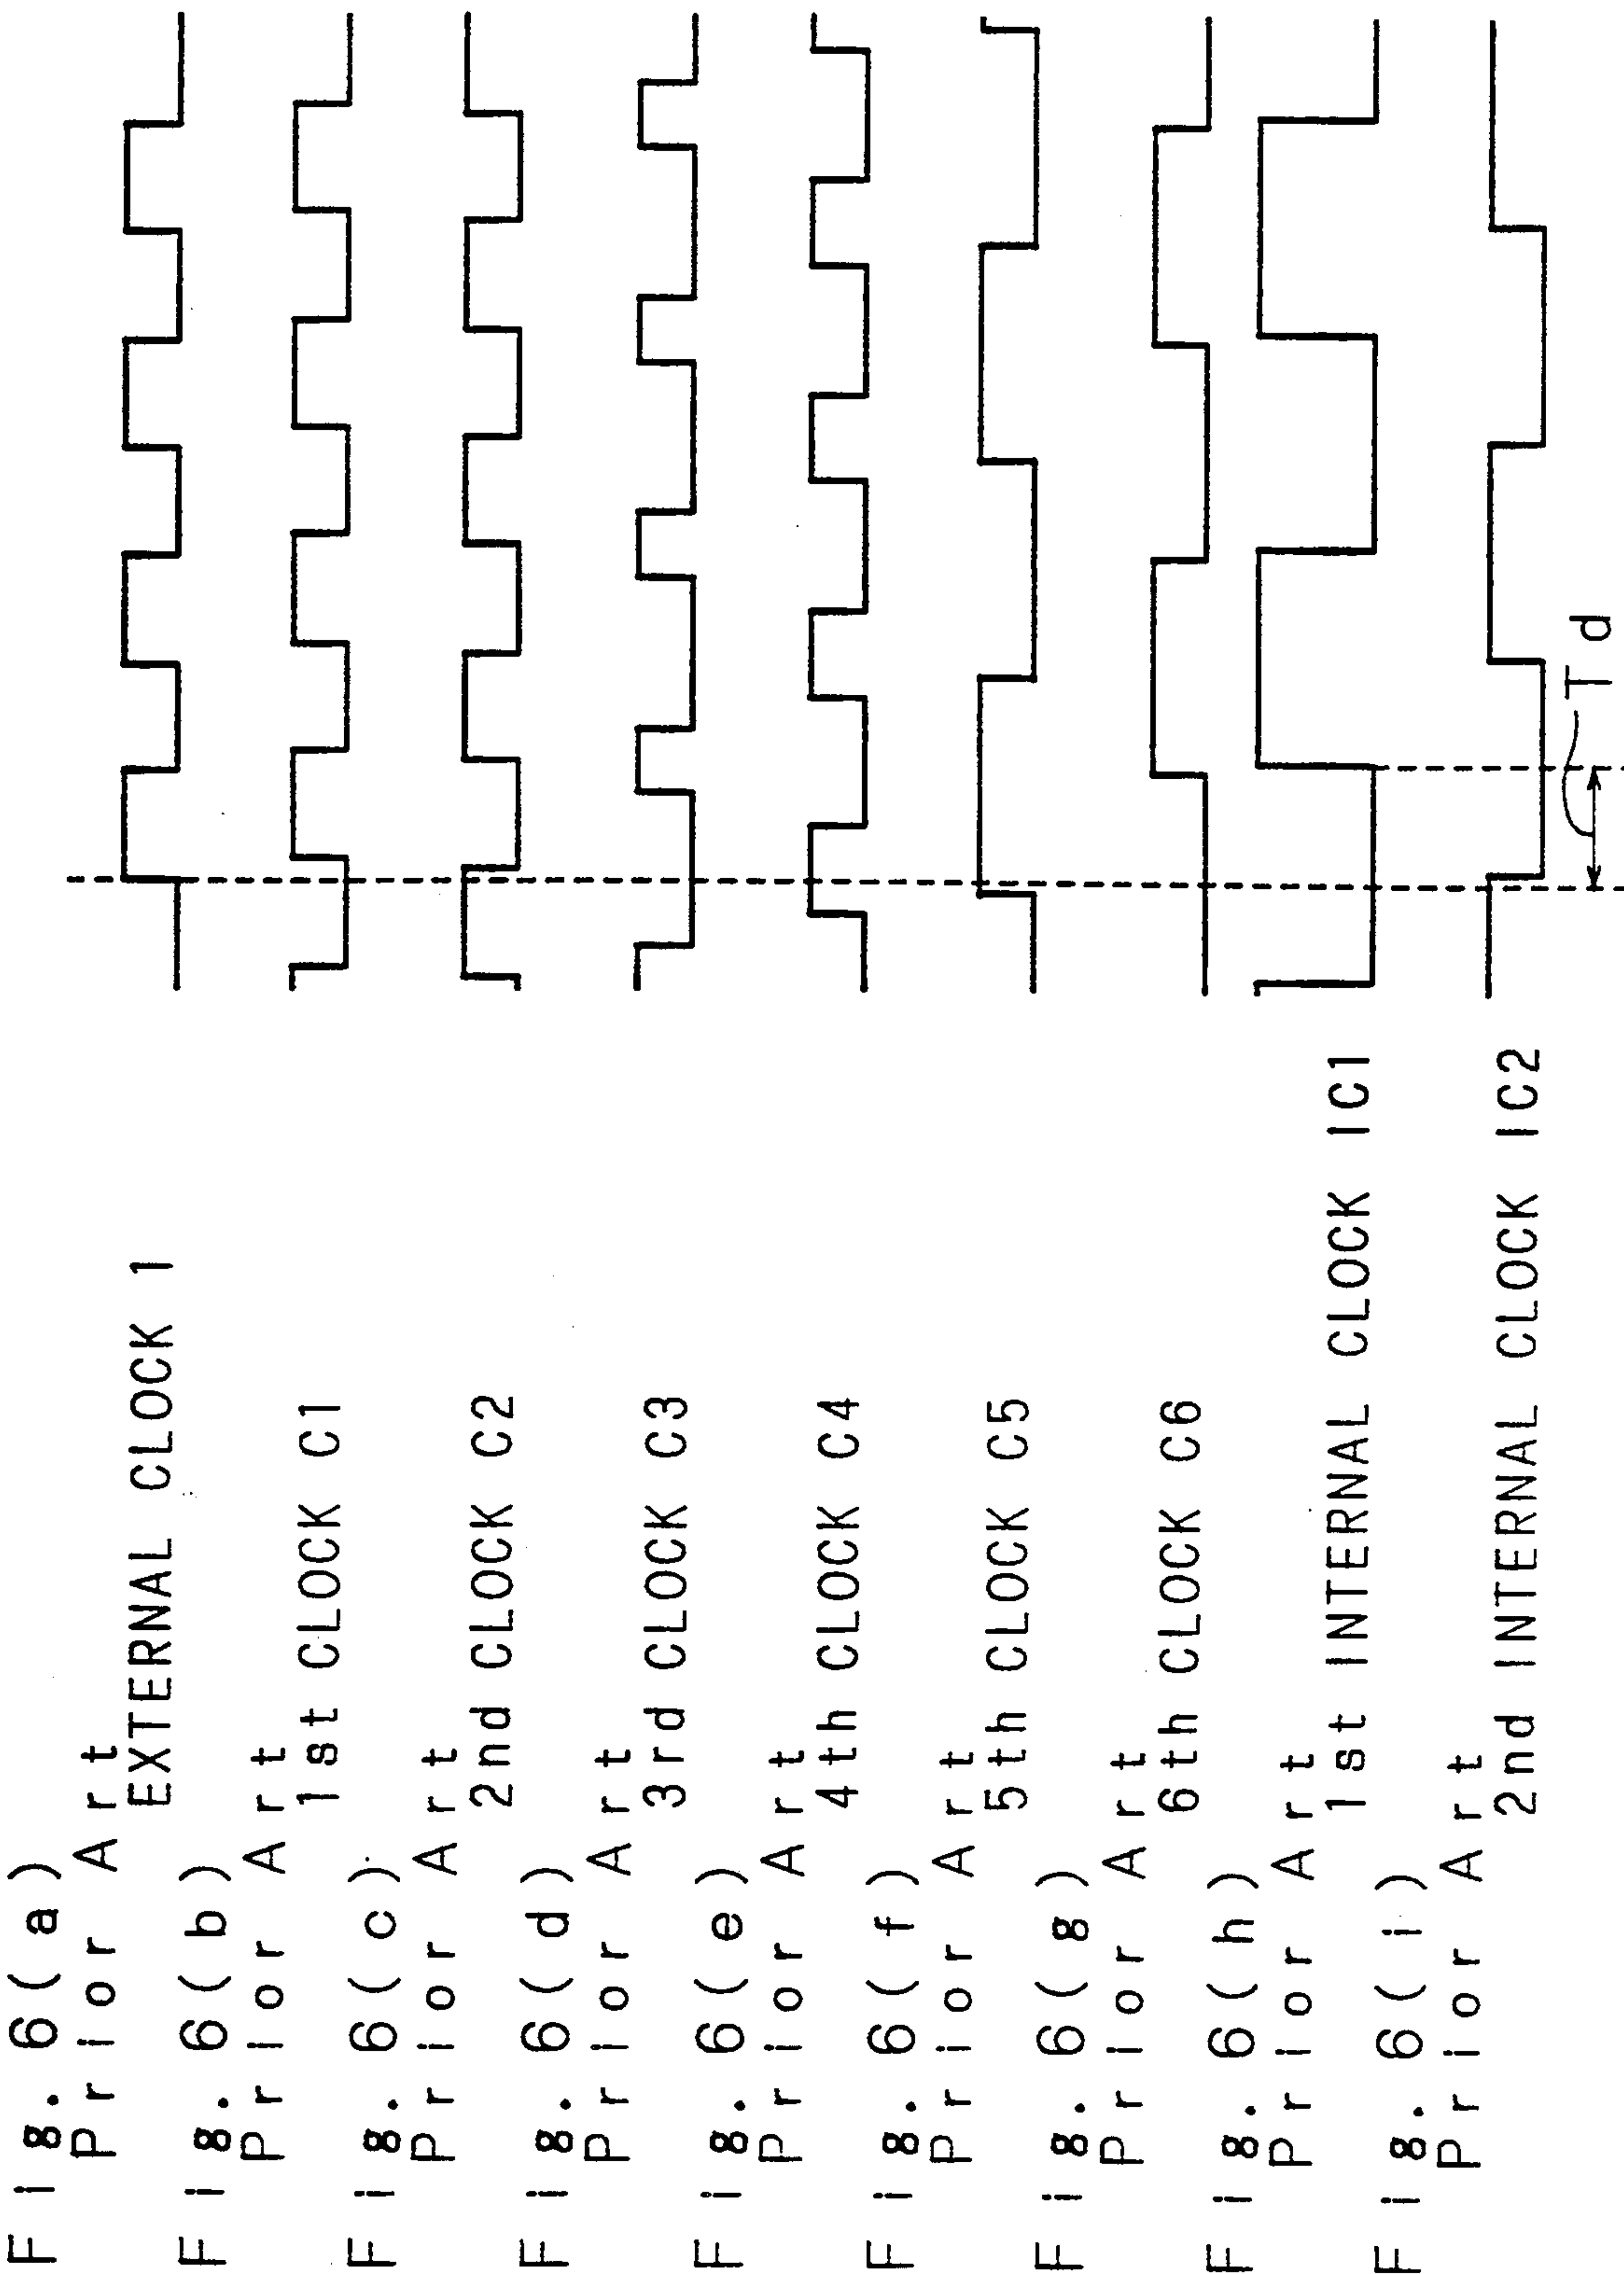 Fig. 6(a)
Prior Art
EXTERNAL CLOCK 1
Fig. 6(b)
Prior Art
1st CLOCK C1
Fig. 6(c)
Prior Art
2nd CLOCK C2
Fig. 6(d)
Prior Art
3rd CLOCK C3
Fig. 6(e)
Prior Art
4th CLOCK C4
Fig. 6(f)
Prior Art
5th CLOCK C5
Fig. 6(g)
Prior Art
6th CLOCK C6
Fig. 6(h)
Prior Art
1st INTERNAL CLOCK IC1
Fig. 6(i)
Prior Art
2nd INTERNAL CLOCK IC2
Td